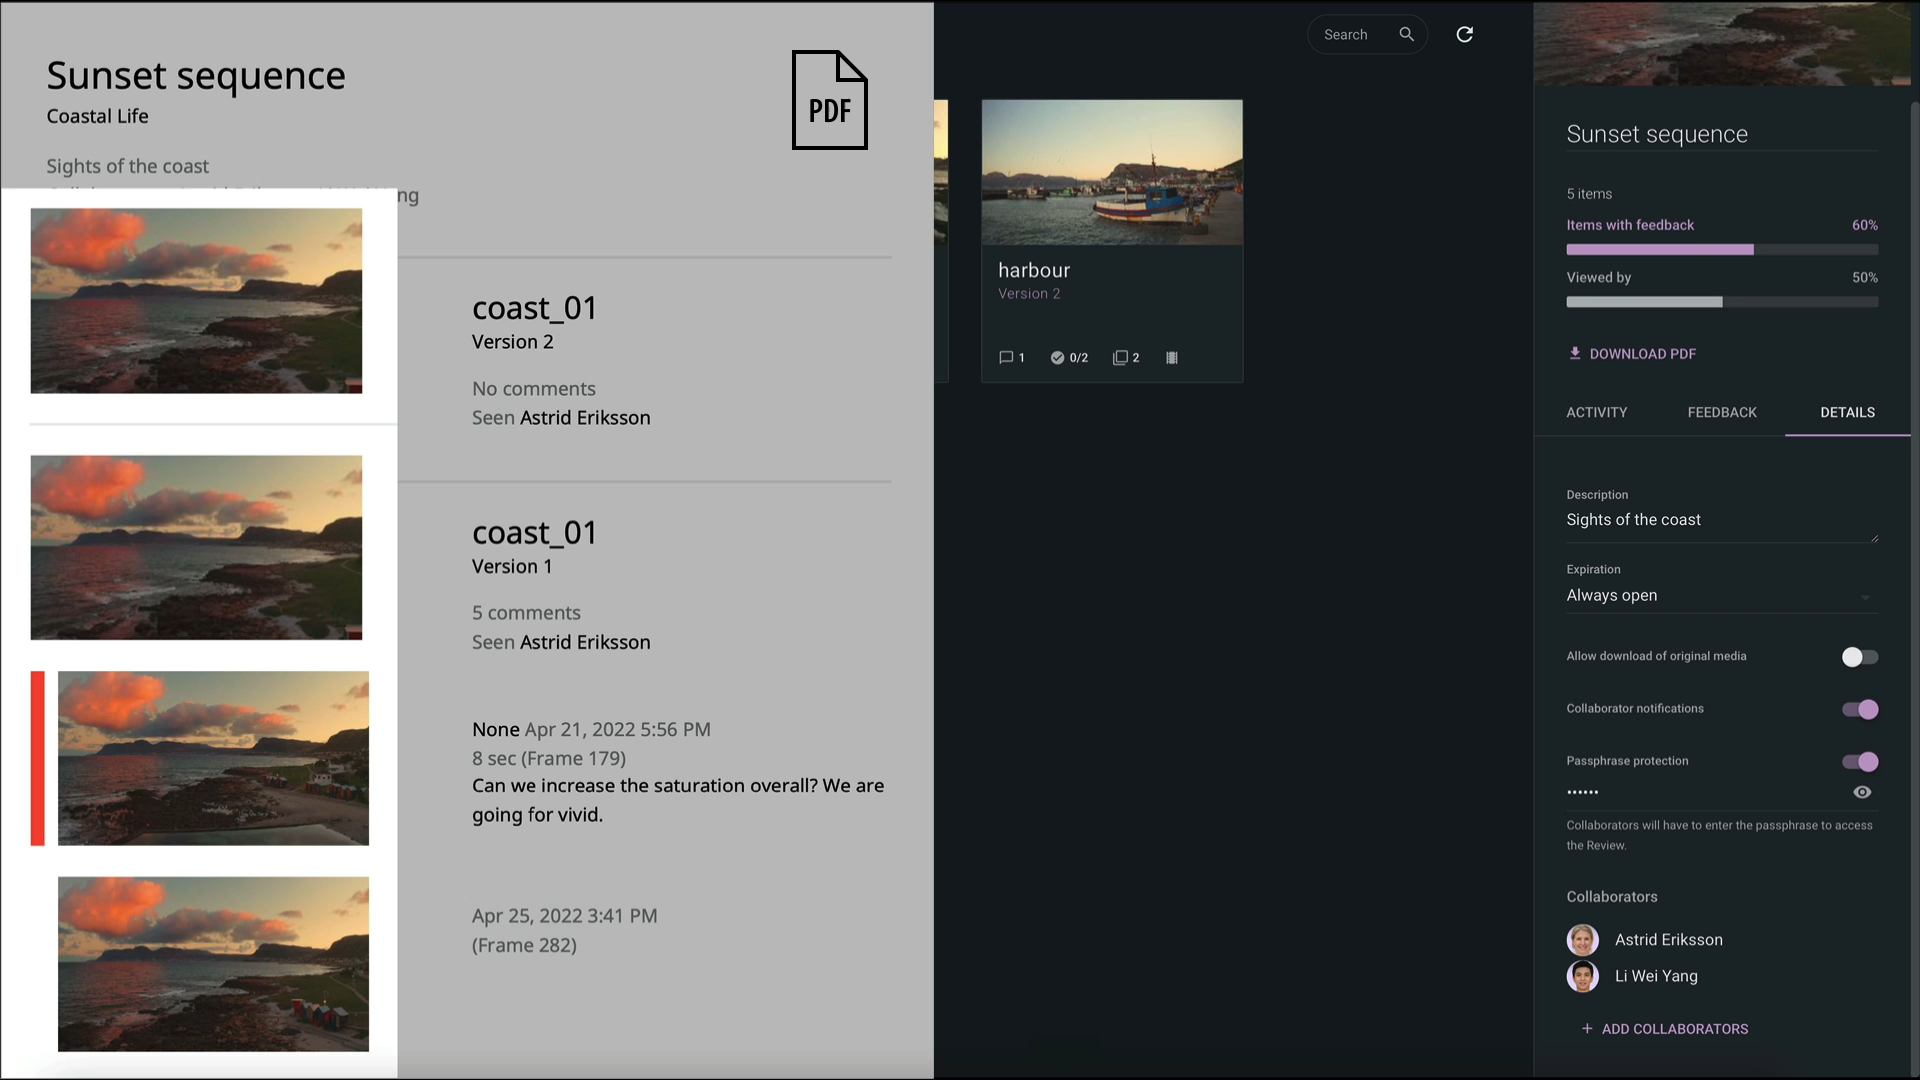 Sunset sequence
Coastal Life
PDF
Sights of the coast
coast_01
Version 2
No comments
Seen Astrid Eriksson
coast_01
Version 1
5 comments
Seen Astrid Eriksson
None Apr 21, 2022 5:56 PM
8 sec (Frame 179)
Can we increase the saturation overall? We are
going for vivid.
Apr 25, 2022 3:41 PM
(Frame 282)
Search
harbour
Version 2
1 0/2 2
Sunset sequence
5 items
Items with feedback 60%
Viewed by 50%
DOWNLOAD PDF
ACTIVITY FEEDBACK DETAILS
Description
Sights of the coast
Expiration
Always open
Allow download of original media
Collaborator notifications
Passphrase protection
••••••
Collaborators will have to enter the passphrase to access
the Review.
Collaborators
Astrid Eriksson
Li Wei Yang
+ ADD COLLABORATORS